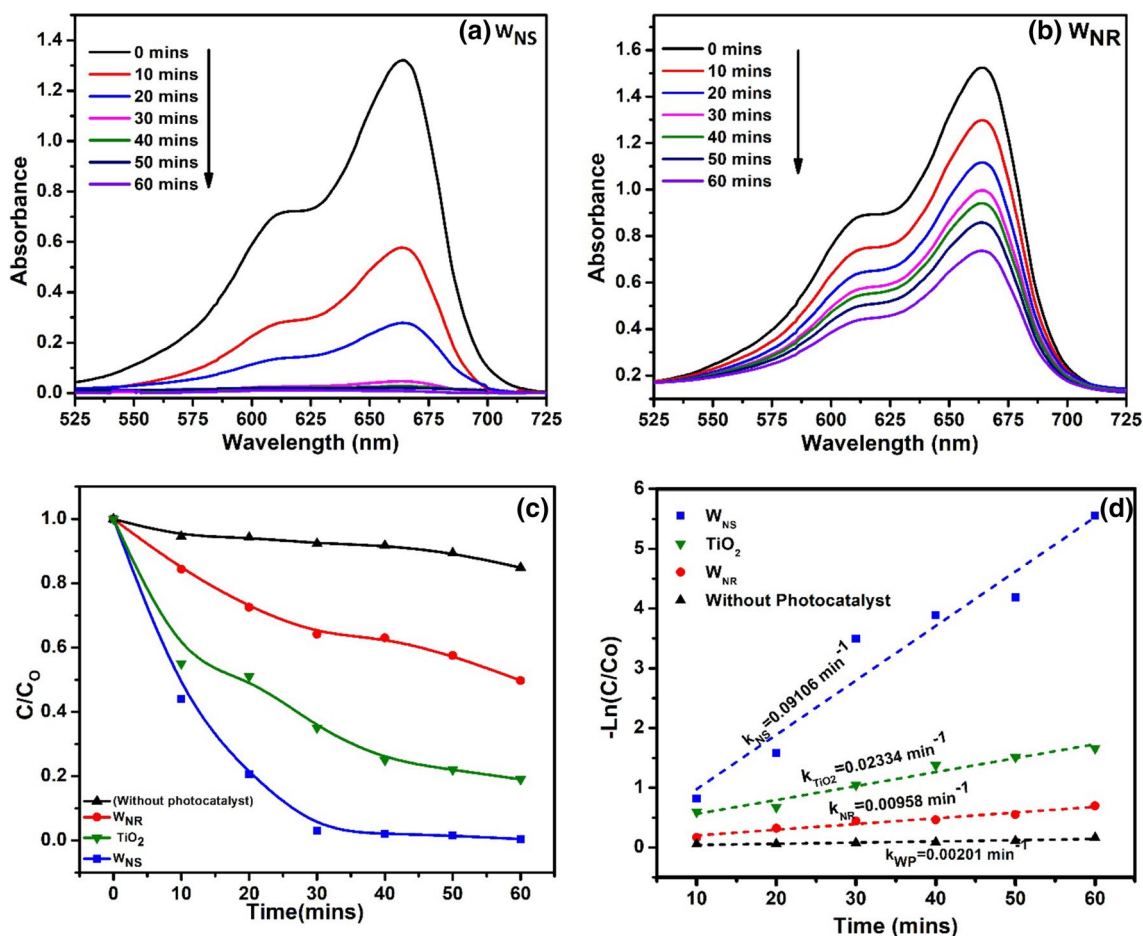 (a) W_NS
0 mins
10 mins
20 mins
30 mins
40 mins
50 mins
60 mins
Absorbance
1.4
1.2
1.0
0.8
0.6
0.4
0.2
0.0
525 550 575 600 625 650 675 700 725
Wavelength (nm)
(b) W_NR
0 mins
10 mins
20 mins
30 mins
40 mins
50 mins
60 mins
Absorbance
1.6
1.4
1.2
1.0
0.8
0.6
0.4
0.2
525 550 575 600 625 650 675 700 725
Wavelength (nm)
(c)
C/C_O
1.0
0.8
0.6
0.4
0.2
0.0
(Without photocatalyst)
W_NR
TiO_2
W_NS
0 10 20 30 40 50 60
Time(mins)
(d)
W_NS
TiO_2
W_NR
Without Photocatalyst
-Ln(C/Co)
6
5
4
3
2
1
0
k_NS=0.09106 min^-1
k_TiO2=0.02334 min^-1
k_NR=0.00958 min^-1
k_WP=0.00201 min^-1
10 20 30 40 50 60
Time (mins)